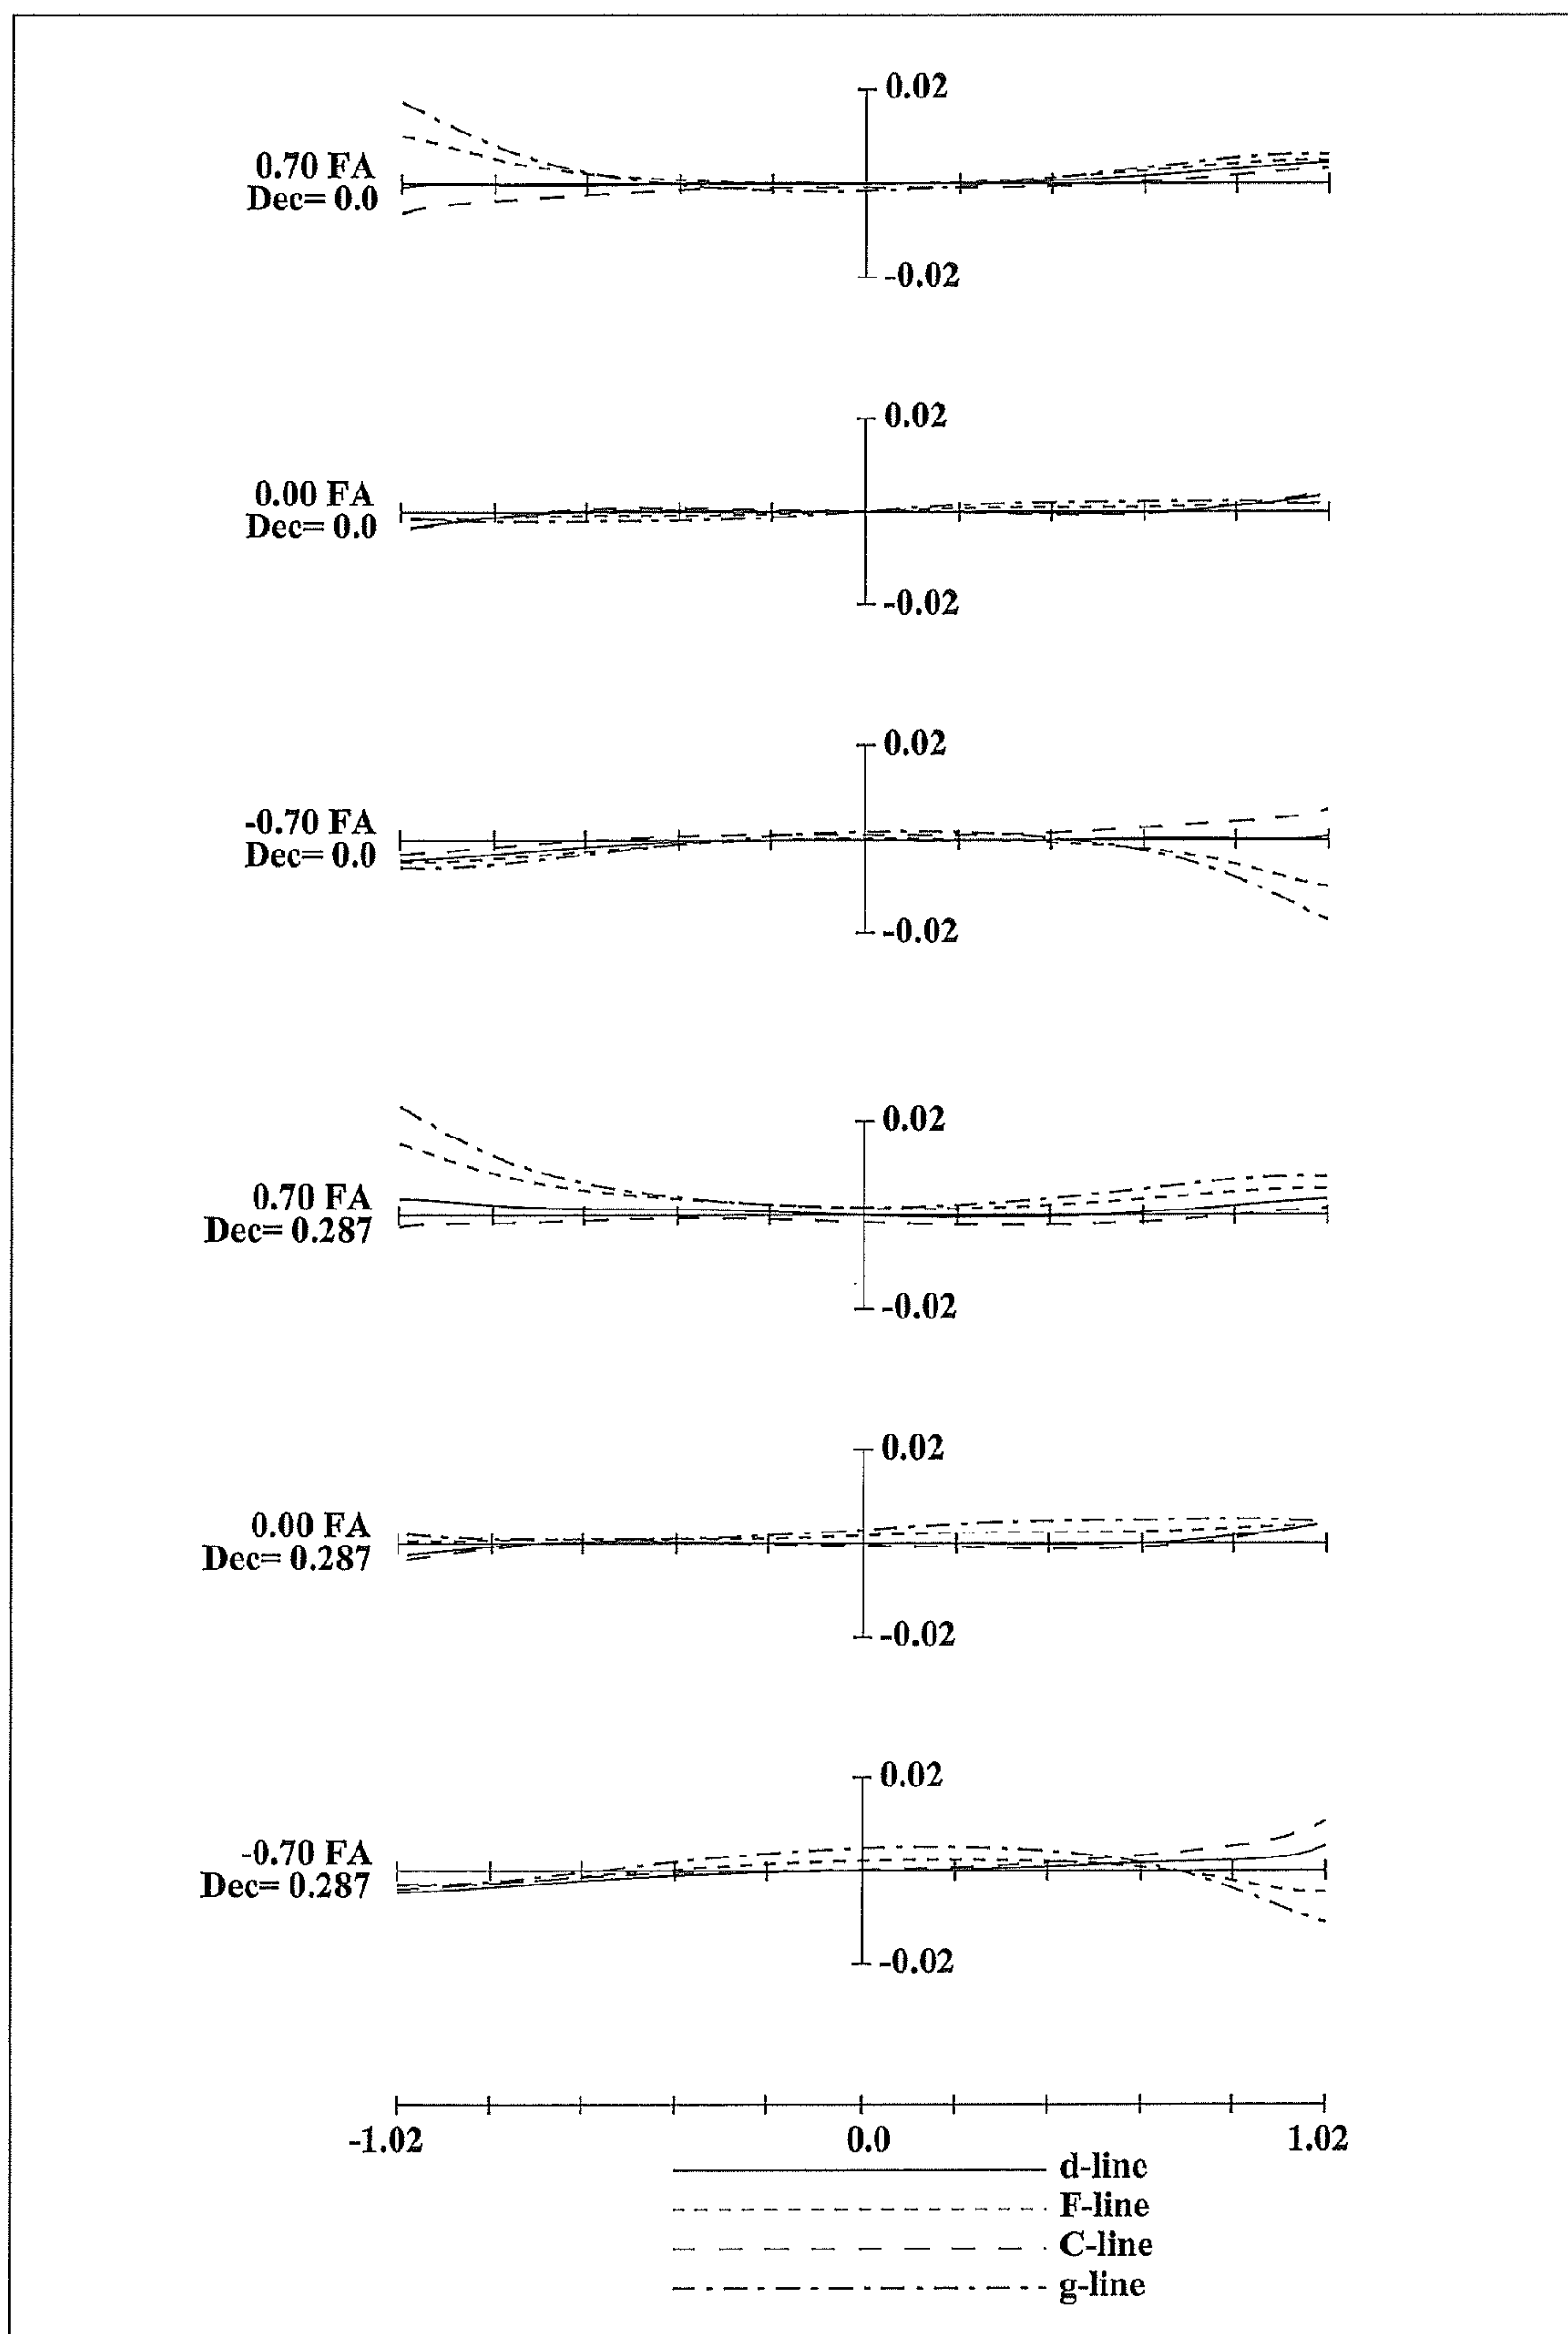 0.02
0.70 FA
Dec= 0.0
-0.02
0.02
0.00 FA
Dec= 0.0
-0.02
0.02
-0.70 FA
Dec= 0.0
-0.02
0.02
0.70 FA
Dec= 0.287
-0.02
0.02
0.00 FA
Dec= 0.287
-0.02
0.02
-0.70 FA
Dec= 0.287
-0.02
-1.02 0.0 1.02
d-line
F-line
C-line
g-line